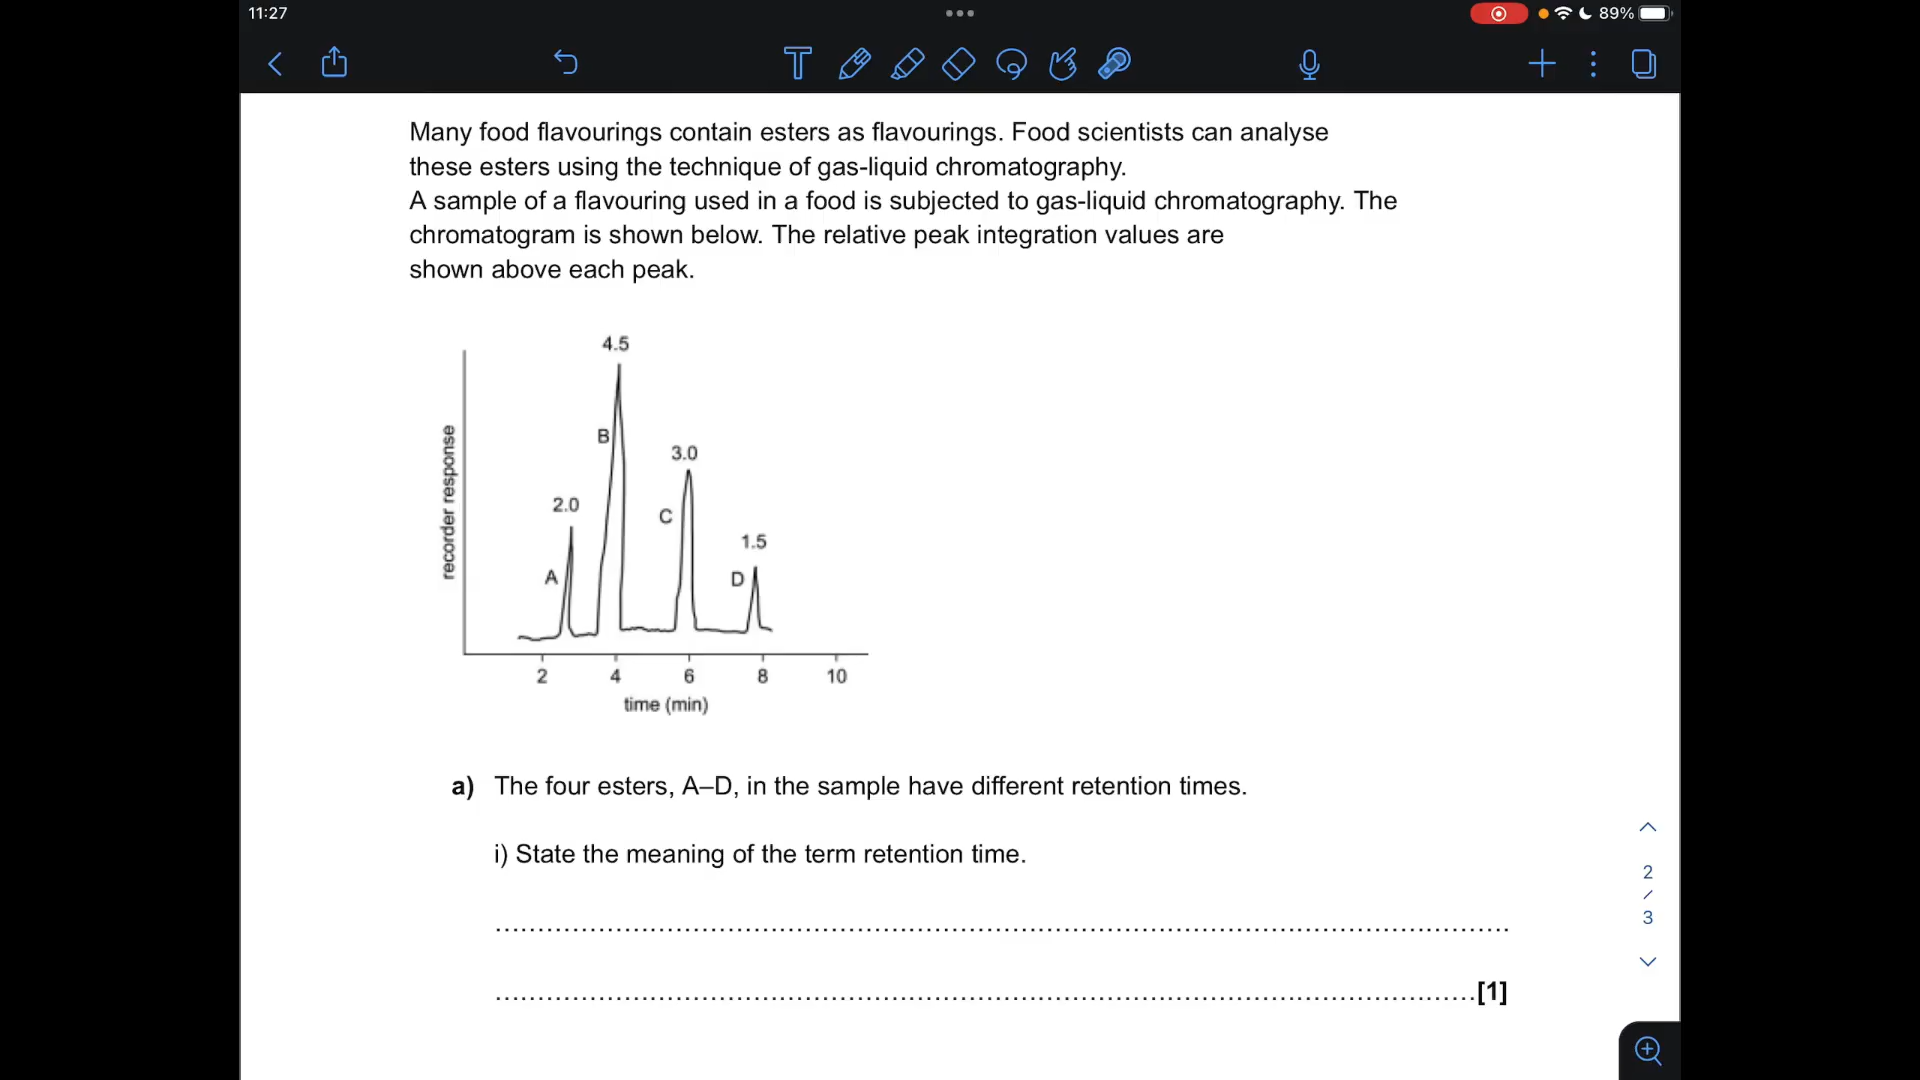 11:27
89%
Many food flavourings contain esters as flavourings. Food scientists can analyse
these esters using the technique of gas-liquid chromatography.
A sample of a flavouring used in a food is subjected to gas-liquid chromatography. The
chromatogram is shown below. The relative peak integration values are
shown above each peak.
4.5
B
3.0
2.0
C
1.5
A
D
recorder response
2 4 6 8 10
time (min)
a) The four esters, A–D, in the sample have different retention times.
i) State the meaning of the term retention time.
[1]
2
/
3